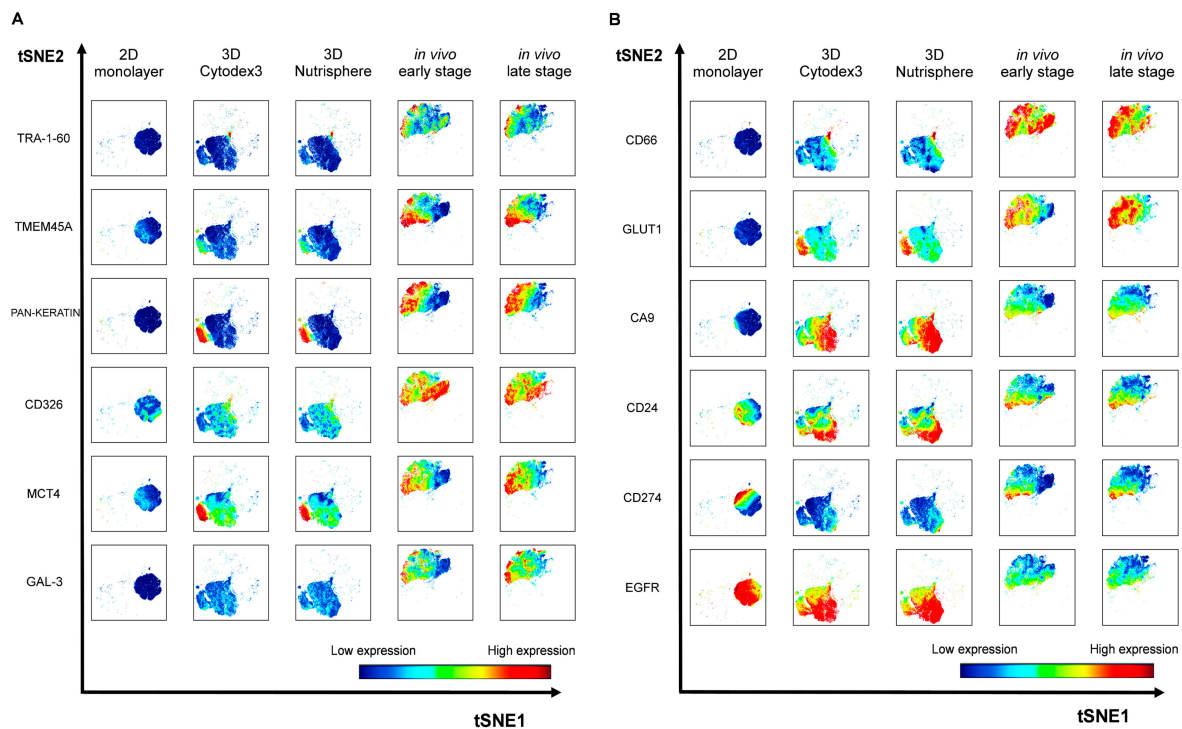 A
tSNE2
2D
monolayer
3D
Cytodex3
3D
Nutrisphere
in vivo
early stage
in vivo
late stage
TRA-1-60
TMEM45A
PAN-KERATIN
CD326
MCT4
GAL-3
Low expression
High expression
tSNE1
B
tSNE2
2D
monolayer
3D
Cytodex3
3D
Nutrisphere
in vivo
early stage
in vivo
late stage
CD66
GLUT1
CA9
CD24
CD274
EGFR
Low expression
High expression
tSNE1